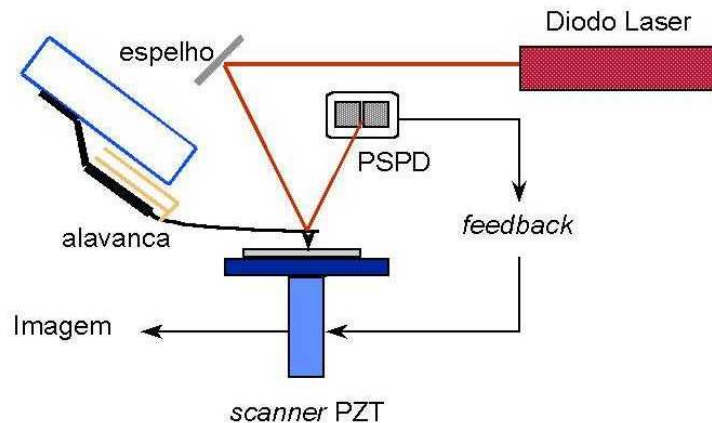 Diodo Laser
espelho
PSPD
alavanca
feedback
Imagem
scanner PZT